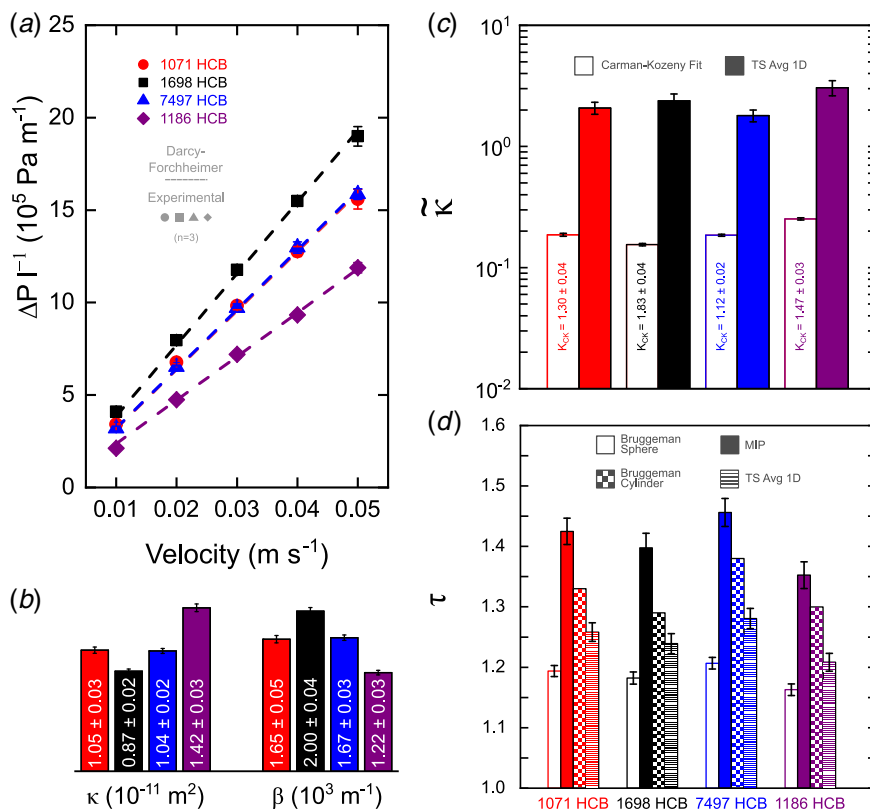 (a)
1071 HCB
1698 HCB
7497 HCB
1186 HCB
Darcy-
Forchheimer
Experimental
(n=3)
25
20
15
10
5
0
ΔP l⁻¹ (10⁵ Pa m⁻¹)
0.01 0.02 0.03 0.04 0.05
Velocity (m s⁻¹)
(b)
1.05 ± 0.03
0.87 ± 0.02
1.04 ± 0.02
1.42 ± 0.03
1.65 ± 0.05
2.00 ± 0.04
1.67 ± 0.03
1.22 ± 0.03
κ (10⁻¹¹ m²)
β (10³ m⁻¹)
(c)
Carman-Kozeny Fit
TS Avg 1D
10¹
10⁰
10⁻¹
10⁻²
κ̃
K_CK = 1.30 ± 0.04
K_CK = 1.83 ± 0.04
K_CK = 1.12 ± 0.02
K_CK = 1.47 ± 0.03
(d)
Bruggeman
Sphere
MIP
Bruggeman
Cylinder
TS Avg 1D
1.6
1.5
1.4
1.3
1.2
1.1
1.0
τ
1071 HCB 1698 HCB 7497 HCB 1186 HCB